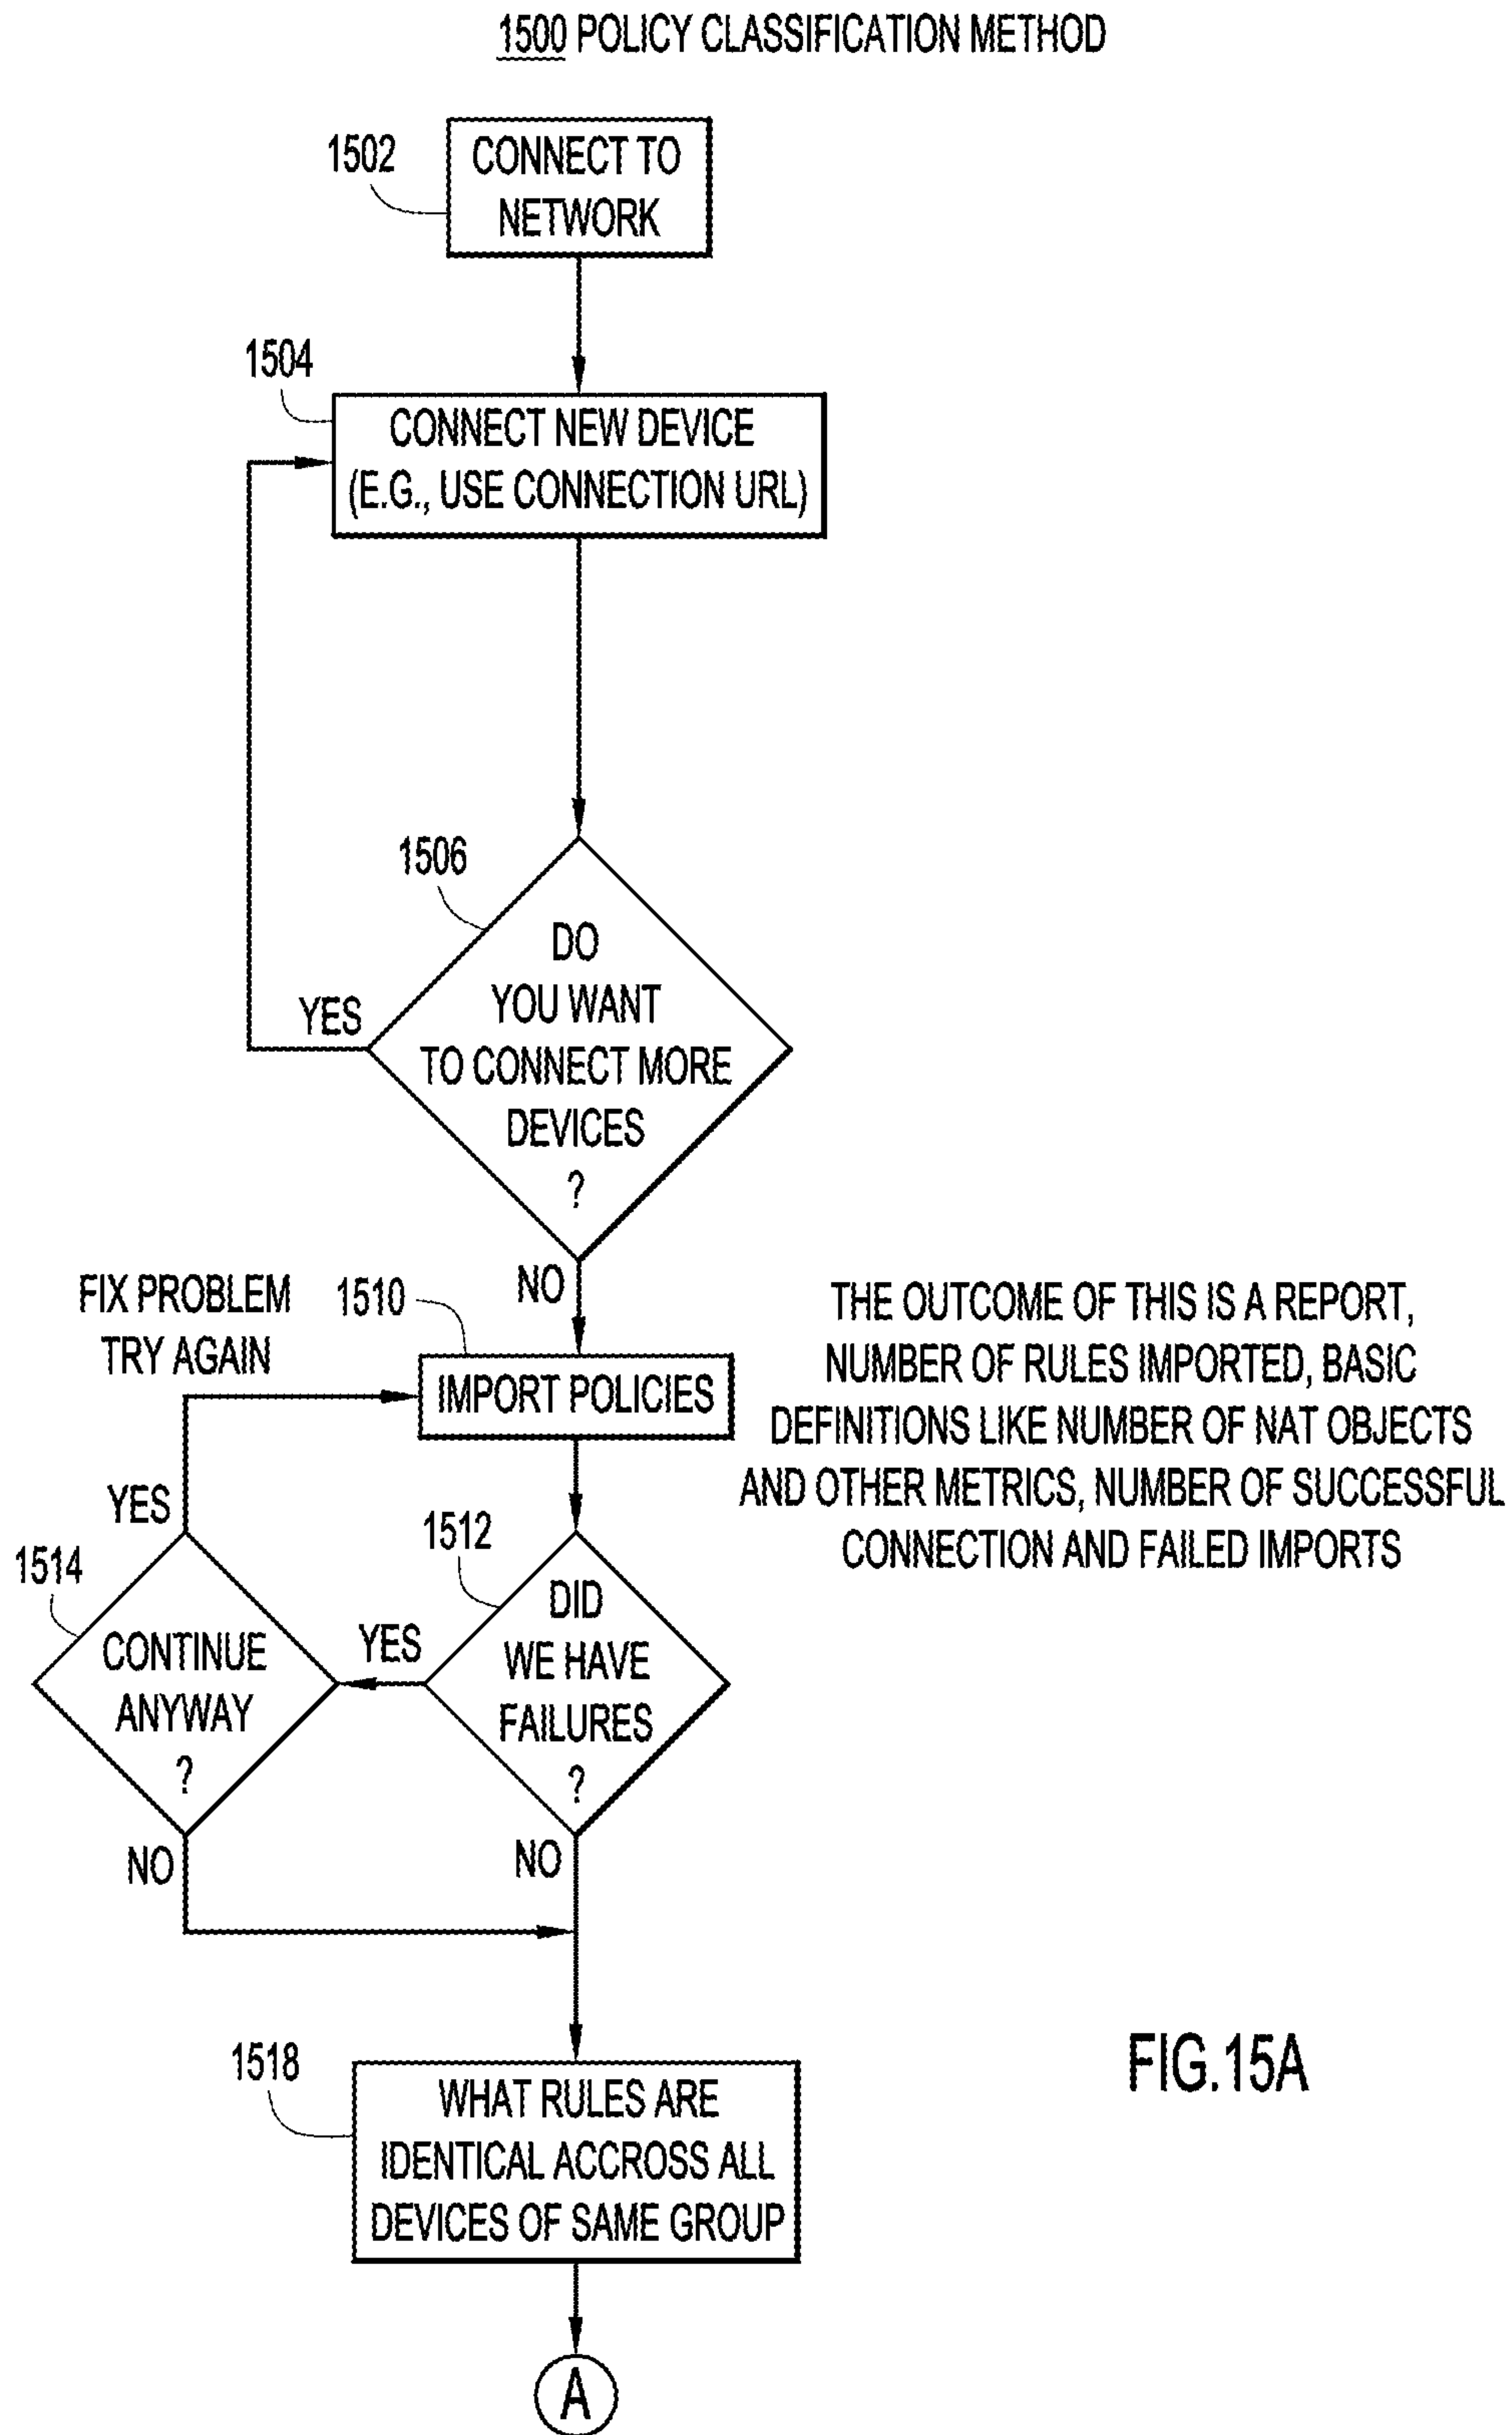 1500 POLICY CLASSIFICATION METHOD
1502
CONNECT TO
NETWORK
1504
CONNECT NEW DEVICE
(E.G., USE CONNECTION URL)
1506
DO
YOU WANT
TO CONNECT MORE
DEVICES
?
YES
NO
FIX PROBLEM
TRY AGAIN
1510
IMPORT POLICIES
THE OUTCOME OF THIS IS A REPORT,
NUMBER OF RULES IMPORTED, BASIC
DEFINITIONS LIKE NUMBER OF NAT OBJECTS
AND OTHER METRICS, NUMBER OF SUCCESSFUL
CONNECTION AND FAILED IMPORTS
YES
1514
CONTINUE
ANYWAY
?
NO
YES
1512
DID
WE HAVE
FAILURES
?
NO
1518
WHAT RULES ARE
IDENTICAL ACCROSS ALL
DEVICES OF SAME GROUP
A
FIG.15A